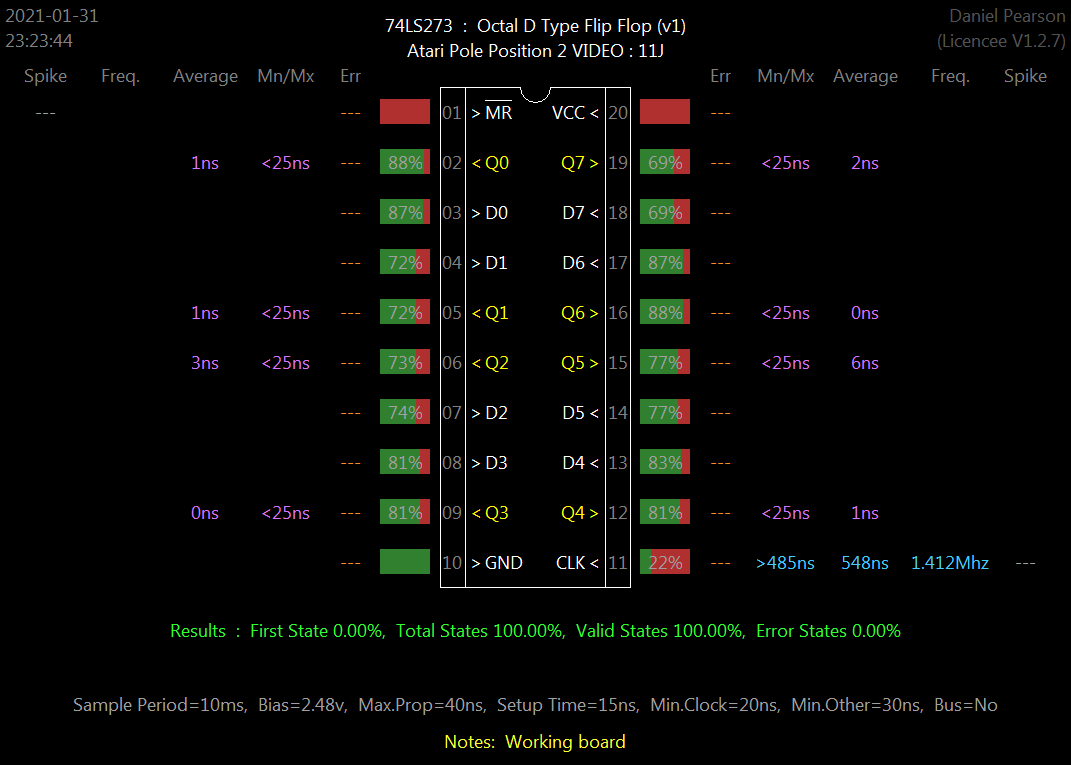 2021-01-31 74LS273 : Octal D Type Flip Flop (v1) Daniel Pearson
23:23:44 Atari Pole Position 2 VIDEO : 11J (Licencee V1.2.7)
Spike Freq. Average Mn/Mx Err Err Mn/Mx Average Freq. Spike
--- --- 01 > MR VCC < 20 ---
1ns <25ns --- 88% 02 < Q0 Q7 > 19 69% --- <25ns 2ns
--- 87% 03 > D0 D7 < 18 69% ---
--- 72% 04 > D1 D6 < 17 87% ---
1ns <25ns --- 72% 05 < Q1 Q6 > 16 88% --- <25ns 0ns
3ns <25ns --- 73% 06 < Q2 Q5 > 15 77% --- <25ns 6ns
--- 74% 07 > D2 D5 < 14 77% ---
--- 81% 08 > D3 D4 < 13 83% ---
0ns <25ns --- 81% 09 < Q3 Q4 > 12 81% --- <25ns 1ns
--- 10 > GND CLK < 11 22% --- >485ns 548ns 1.412Mhz ---
Results : First State 0.00%, Total States 100.00%, Valid States 100.00%, Error States 0.00%
Sample Period=10ms, Bias=2.48v, Max.Prop=40ns, Setup Time=15ns, Min.Clock=20ns, Min.Other=30ns, Bus=No
Notes: Working board